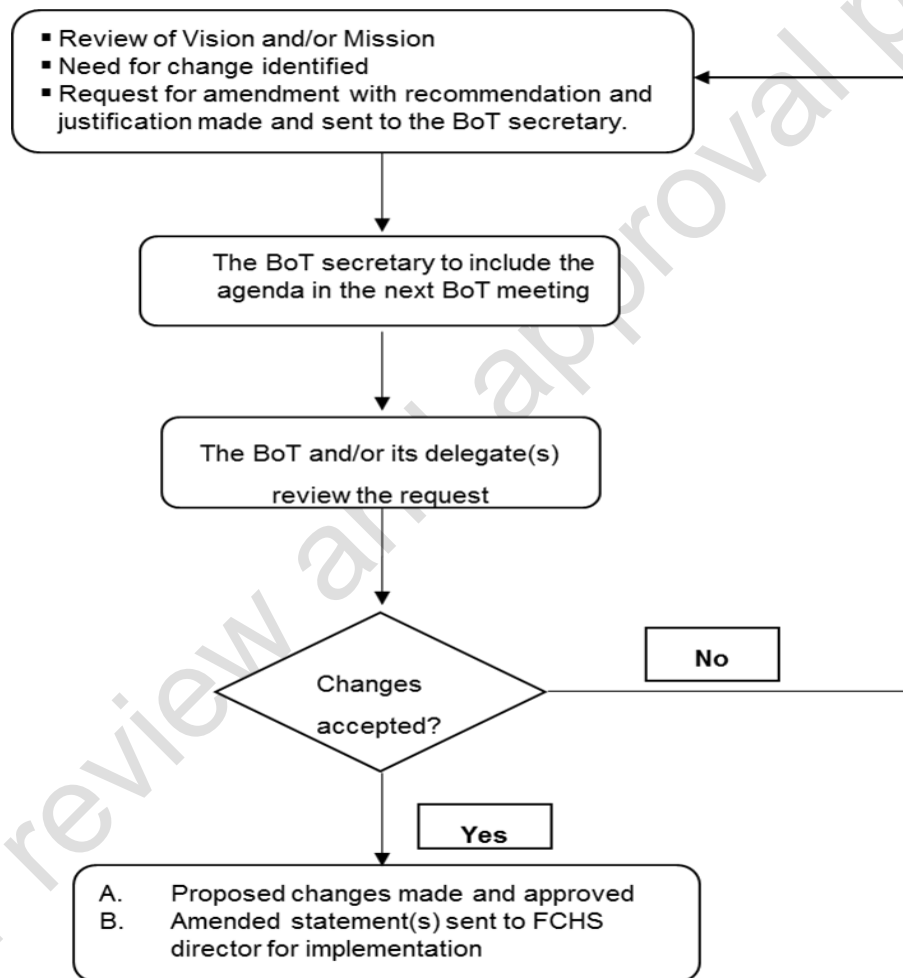 ▪ Review of Vision and/or Mission
▪ Need for change identified
▪ Request for amendment with recommendation and
justification made and sent to the BoT secretary.
The BoT secretary to include the
agenda in the next BoT meeting
The BoT and/or its delegate(s)
review the request
Changes
accepted?
No
Yes
A. Proposed changes made and approved
B. Amended statement(s) sent to FCHS
director for implementation
review and approval